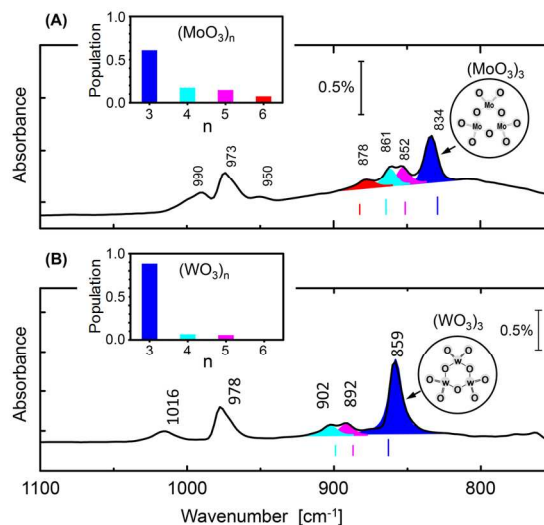 (A)
1.0
0.5
0.0
Population
(MoO3)n
3 4 5 6
n
0.5%
(MoO3)3
O O
O Mo O
O O
Mo Mo
O O O O O
990
973
950
878
861
852
834
Absorbance
(B)
1.0
0.5
0.0
Population
(WO3)n
3 4 5 6
n
0.5%
(WO3)3
O O
W
O O
O W W O
O O O
1016
978
902
892
859
Absorbance
1100 1000 900 800
Wavenumber [cm-1]